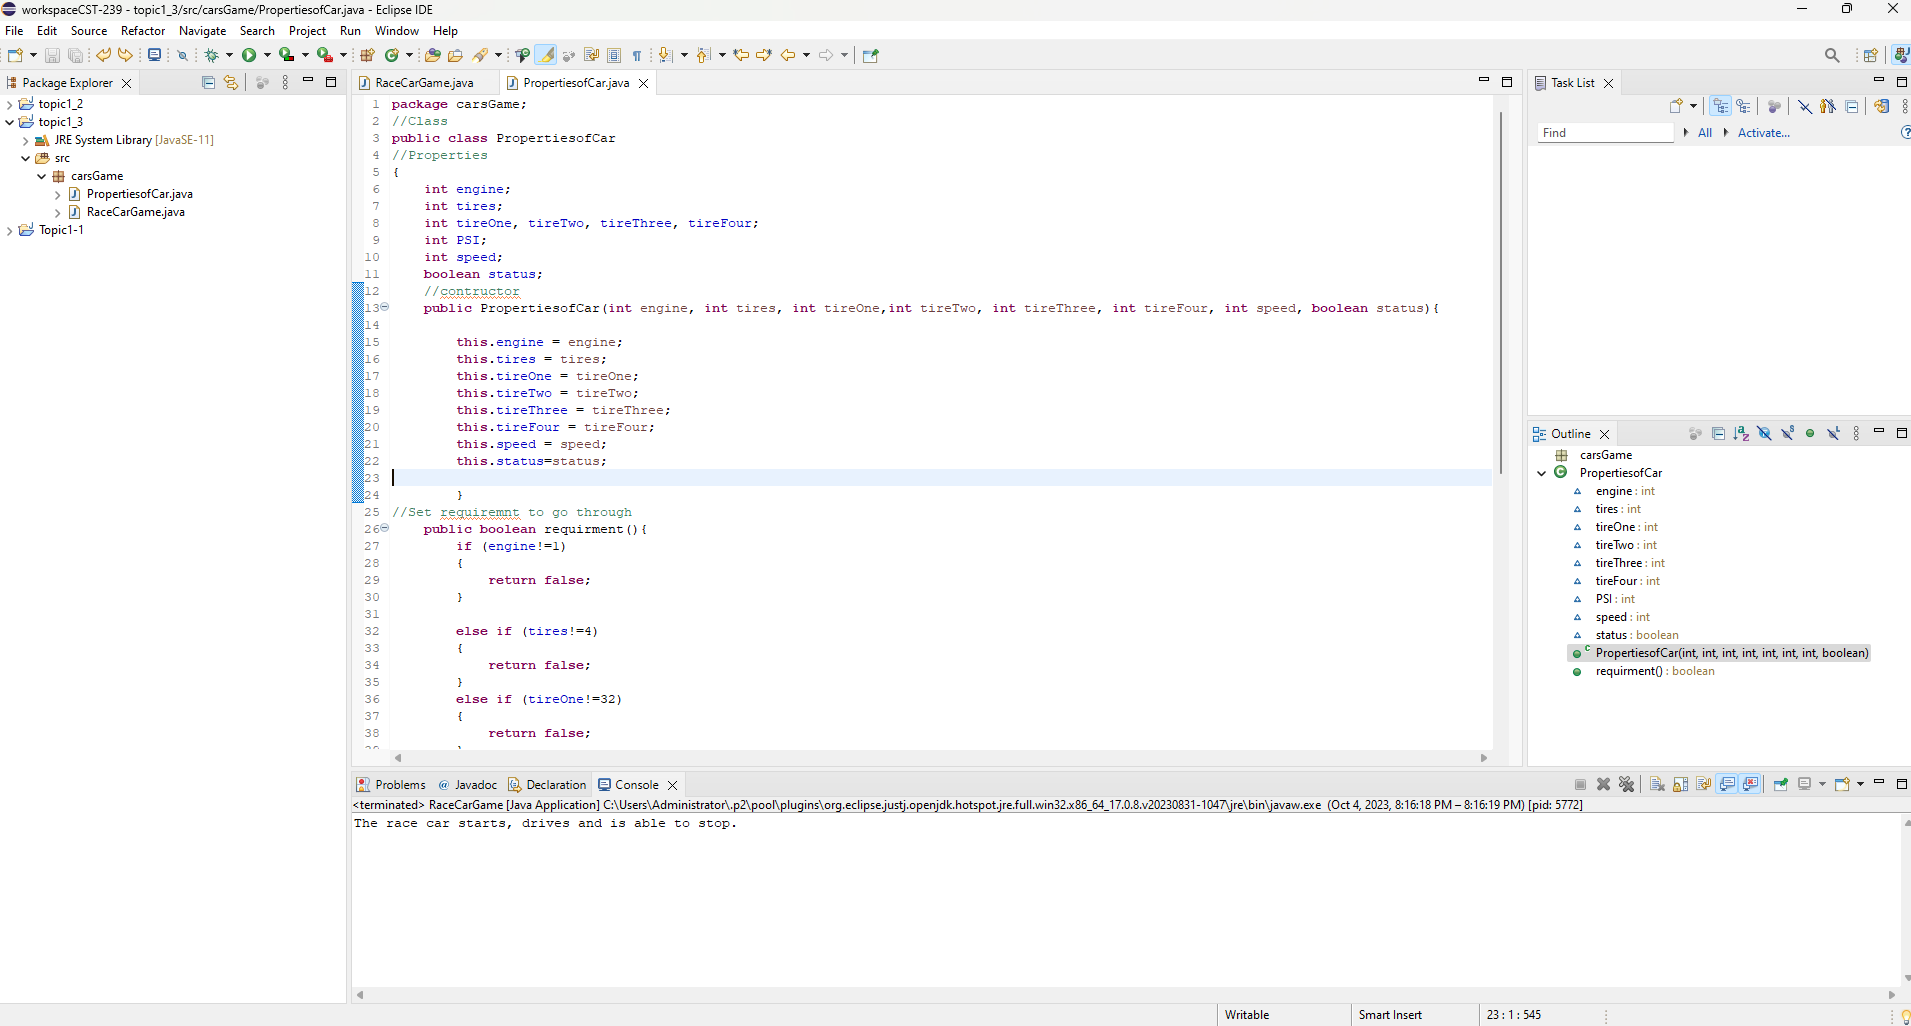 workspaceCST-239 - topic1_3/src/carsGame/PropertiesofCar.java - Eclipse IDE
File Edit Source Refactor Navigate Search Project Run Window Help
Package Explorer
topic1_2
topic1_3
JRE System Library [JavaSE-11]
src
carsGame
PropertiesofCar.java
RaceCarGame.java
Topic1-1
RaceCarGame.java PropertiesofCar.java
1 package carsGame;
2 //Class
3 public class PropertiesofCar
4 //Properties
5 {
6 int engine;
7 int tires;
8 int tireOne, tireTwo, tireThree, tireFour;
9 int PSI;
10 int speed;
11 boolean status;
12 //contructor
13 public PropertiesofCar(int engine, int tires, int tireOne,int tireTwo, int tireThree, int tireFour, int speed, boolean status){
14
15 this.engine = engine;
16 this.tires = tires;
17 this.tireOne = tireOne;
18 this.tireTwo = tireTwo;
19 this.tireThree = tireThree;
20 this.tireFour = tireFour;
21 this.speed = speed;
22 this.status=status;
23
24 }
25 //Set requiremnt to go through
26 public boolean requirment(){
27 if (engine!=1)
28 {
29 return false;
30 }
31
32 else if (tires!=4)
33 {
34 return false;
35 }
36 else if (tireOne!=32)
37 {
38 return false;
Task List
Find All Activate...
Outline
carsGame
PropertiesofCar
engine : int
tires : int
tireOne : int
tireTwo : int
tireThree : int
tireFour : int
PSI : int
speed : int
status : boolean
PropertiesofCar(int, int, int, int, int, int, int, boolean)
requirment() : boolean
Problems Javadoc Declaration Console
<terminated> RaceCarGame [Java Application] C:\Users\Administrator\.p2\pool\plugins\org.eclipse.justj.openjdk.hotspot.jre.full.win32.x86_64_17.0.8.v20230831-1047\jre\bin\javaw.exe (Oct 4, 2023, 8:16:18 PM – 8:16:19 PM) [pid: 5772]
The race car starts, drives and is able to stop.
Writable Smart Insert 23 : 1 : 545